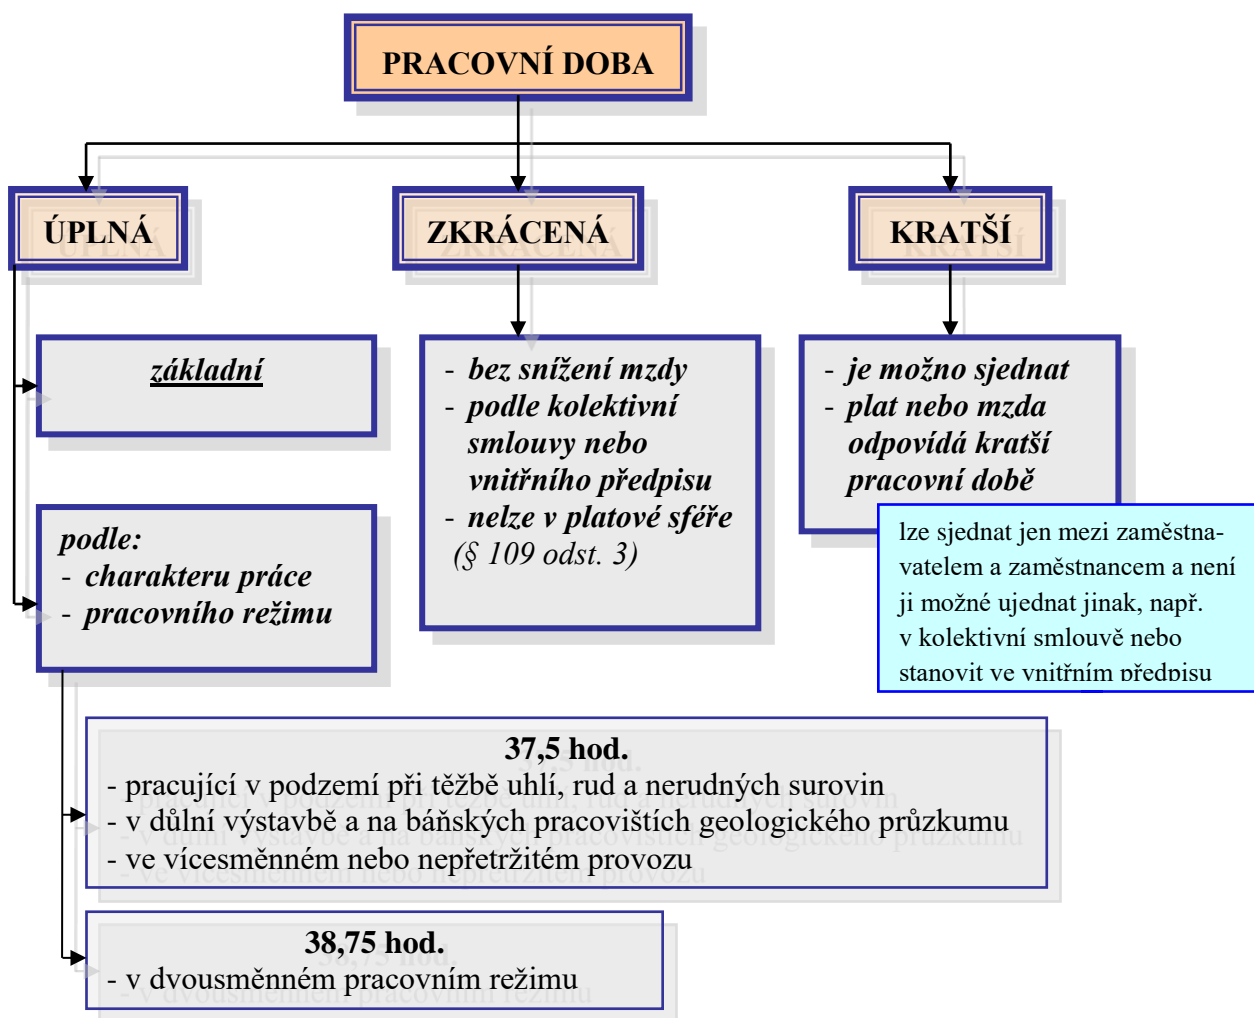 PRACOVNÍ DOBA
ÚPLNÁ
ZKRÁCENÁ
KRATŠÍ
základní
- bez snížení mzdy
- podle kolektivní
smlouvy nebo
vnitřního předpisu
- nelze v platové sféře
(§ 109 odst. 3)
- je možno sjednat
- plat nebo mzda
odpovídá kratší
pracovní době
lze sjednat jen mezi zaměstna-
vatelem a zaměstnancem a není
ji možné ujednat jinak, např.
v kolektivní smlouvě nebo
stanovit ve vnitřním předpisu
podle:
- charakteru práce
- pracovního režimu
37,5 hod.
- pracující v podzemí při těžbě uhlí, rud a nerudných surovin
- v důlní výstavbě a na báňských pracovištích geologického průzkumu
- ve vícesměnném nebo nepřetržitém provozu
38,75 hod.
- v dvousměnném pracovním režimu